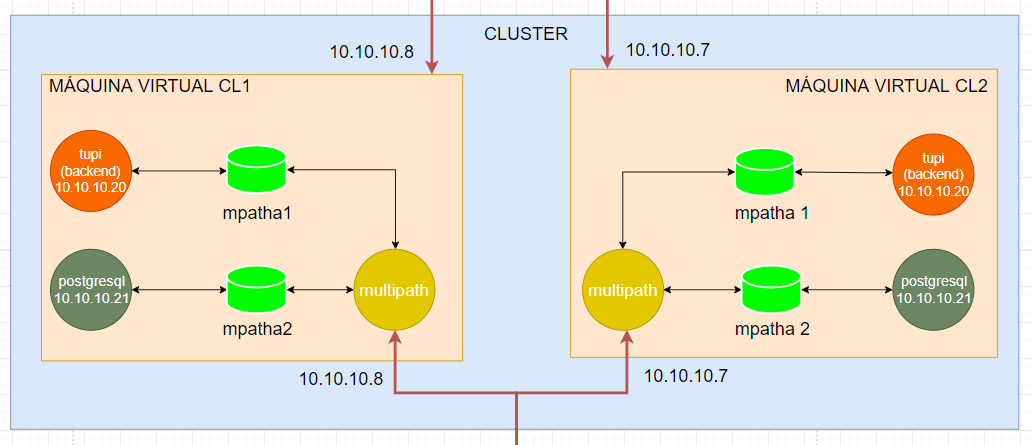 CLUSTER
10.10.10.8
10.10.10.7
MÁQUINA VIRTUAL CL1
tupi
(backend)
10.10.10.20
mpatha1
postgresql
10.10.10.21
mpatha2
multipath
10.10.10.8
MÁQUINA VIRTUAL CL2
mpatha 1
tupi
(backend)
10.10.10.20
multipath
mpatha 2
postgresql
10.10.10.21
10.10.10.7